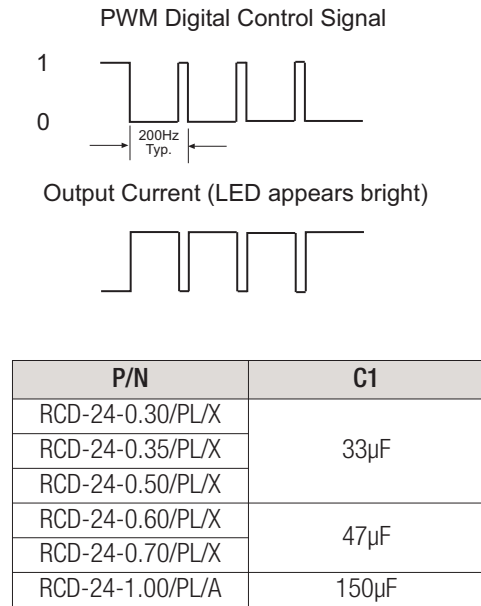 PWM Digital Control Signal
1
0
200Hz
Typ.
Output Current (LED appears bright)
P/N C1
RCD-24-0.30/PL/X
RCD-24-0.35/PL/X 33µF
RCD-24-0.50/PL/X
RCD-24-0.60/PL/X
47µF
RCD-24-0.70/PL/X
RCD-24-1.00/PL/A 150µF